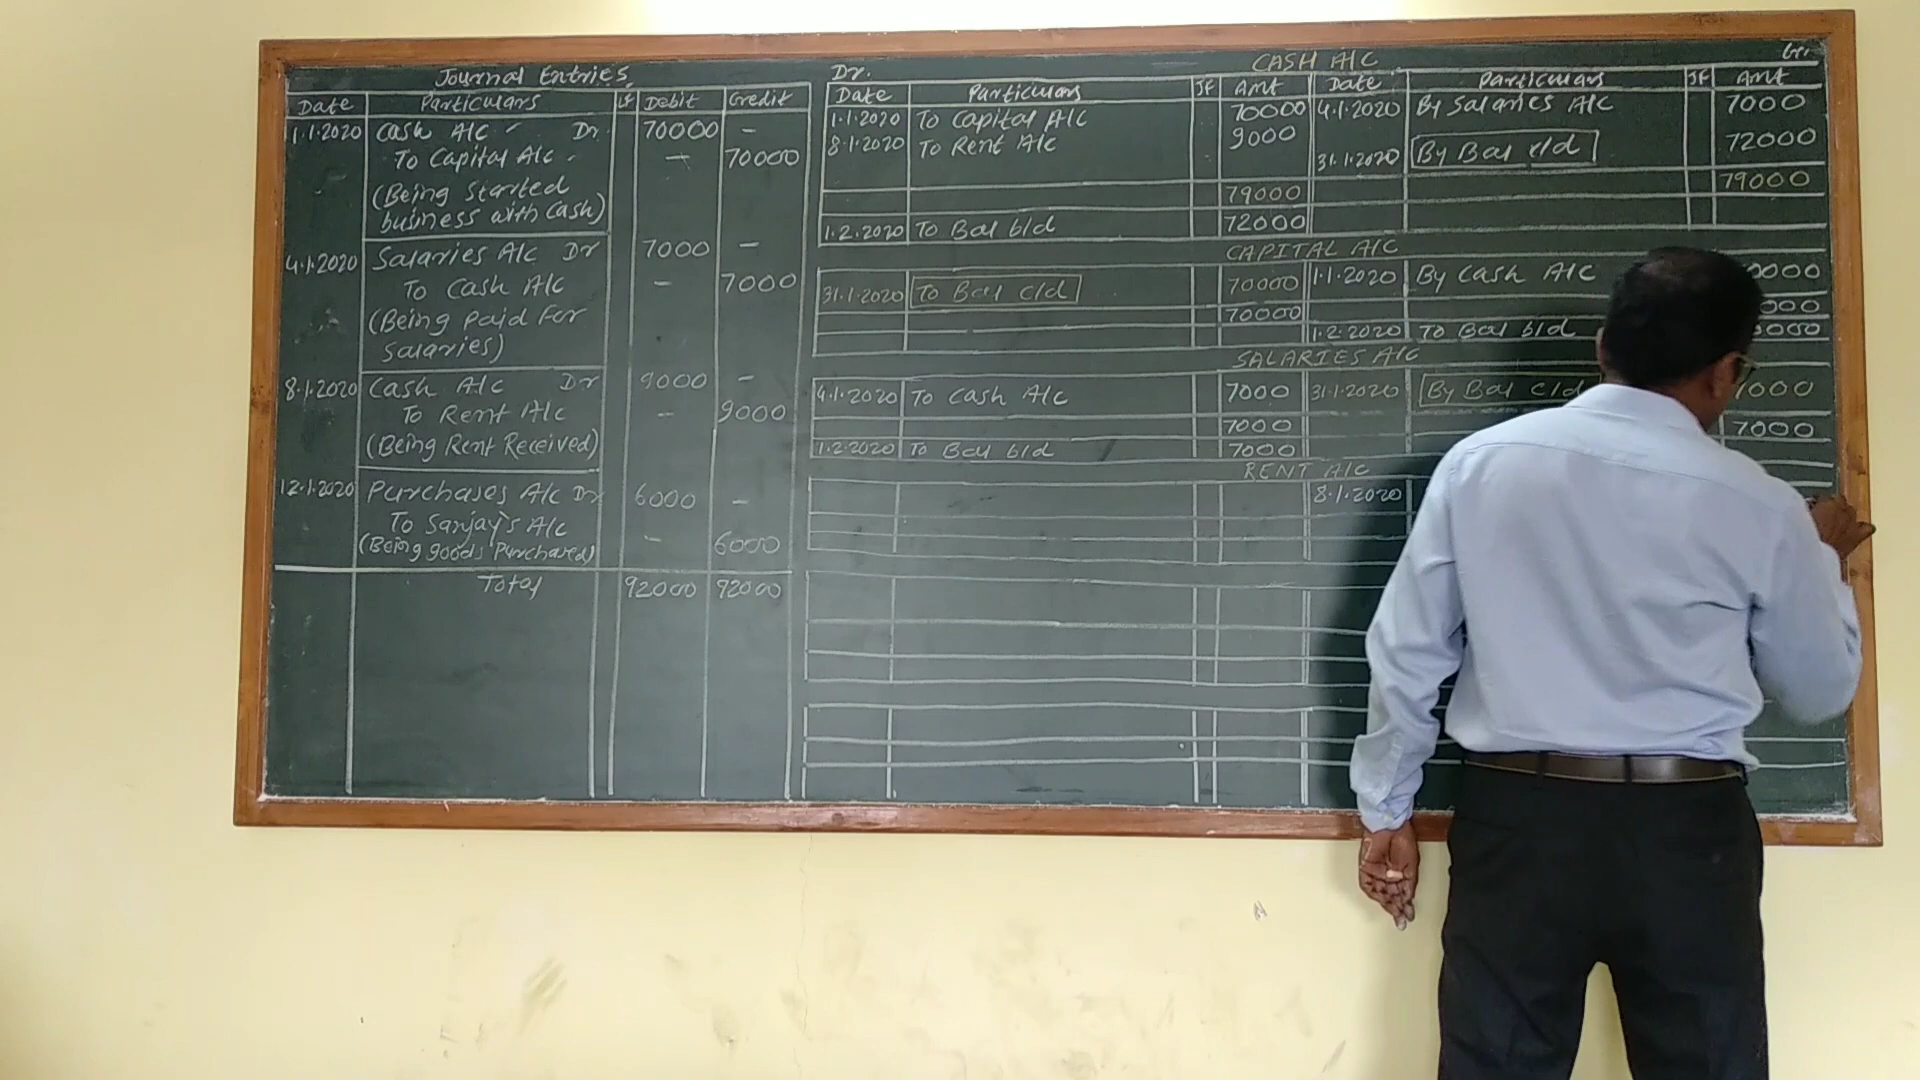 Journal Entries
Date Particulars LF Debit Credit
1.1.2020 Cash A/c Dr. 70000 -
To Capital A/c - 70000
(Being Started
business with Cash)
4.1.2020 Salaries A/c Dr 7000 -
To Cash A/c - 7000
(Being Paid For
Salaries)
8.1.2020 Cash A/c Dr 9000 -
To Rent A/c - 9000
(Being Rent Received)
12.1.2020 Purchases A/c Dr 6000 -
To Sanjay's A/c
(Being goods Purchased) - 6000
Total 92000 92000
Dr. CASH A/C Cr.
Date Particulars JF Amt Date Particulars JF Amt
1.1.2020 To Capital A/c 70000 4.1.2020 By Salaries A/c 7000
8.1.2020 To Rent A/c 9000 31.1.2020 By Bal c/d 72000
79000 79000
1.2.2020 To Bal b/d 72000
CAPITAL A/C
31.1.2020 To Bal c/d 70000 1.1.2020 By Cash A/c 0000
70000 000
1.2.2020 To Bal b/d 0000
SALARIES A/C
4.1.2020 To Cash A/c 7000 31.1.2020 By Bal c/d 7000
7000 7000
1.2.2020 To Bal b/d 7000
RENT A/C
8.1.2020